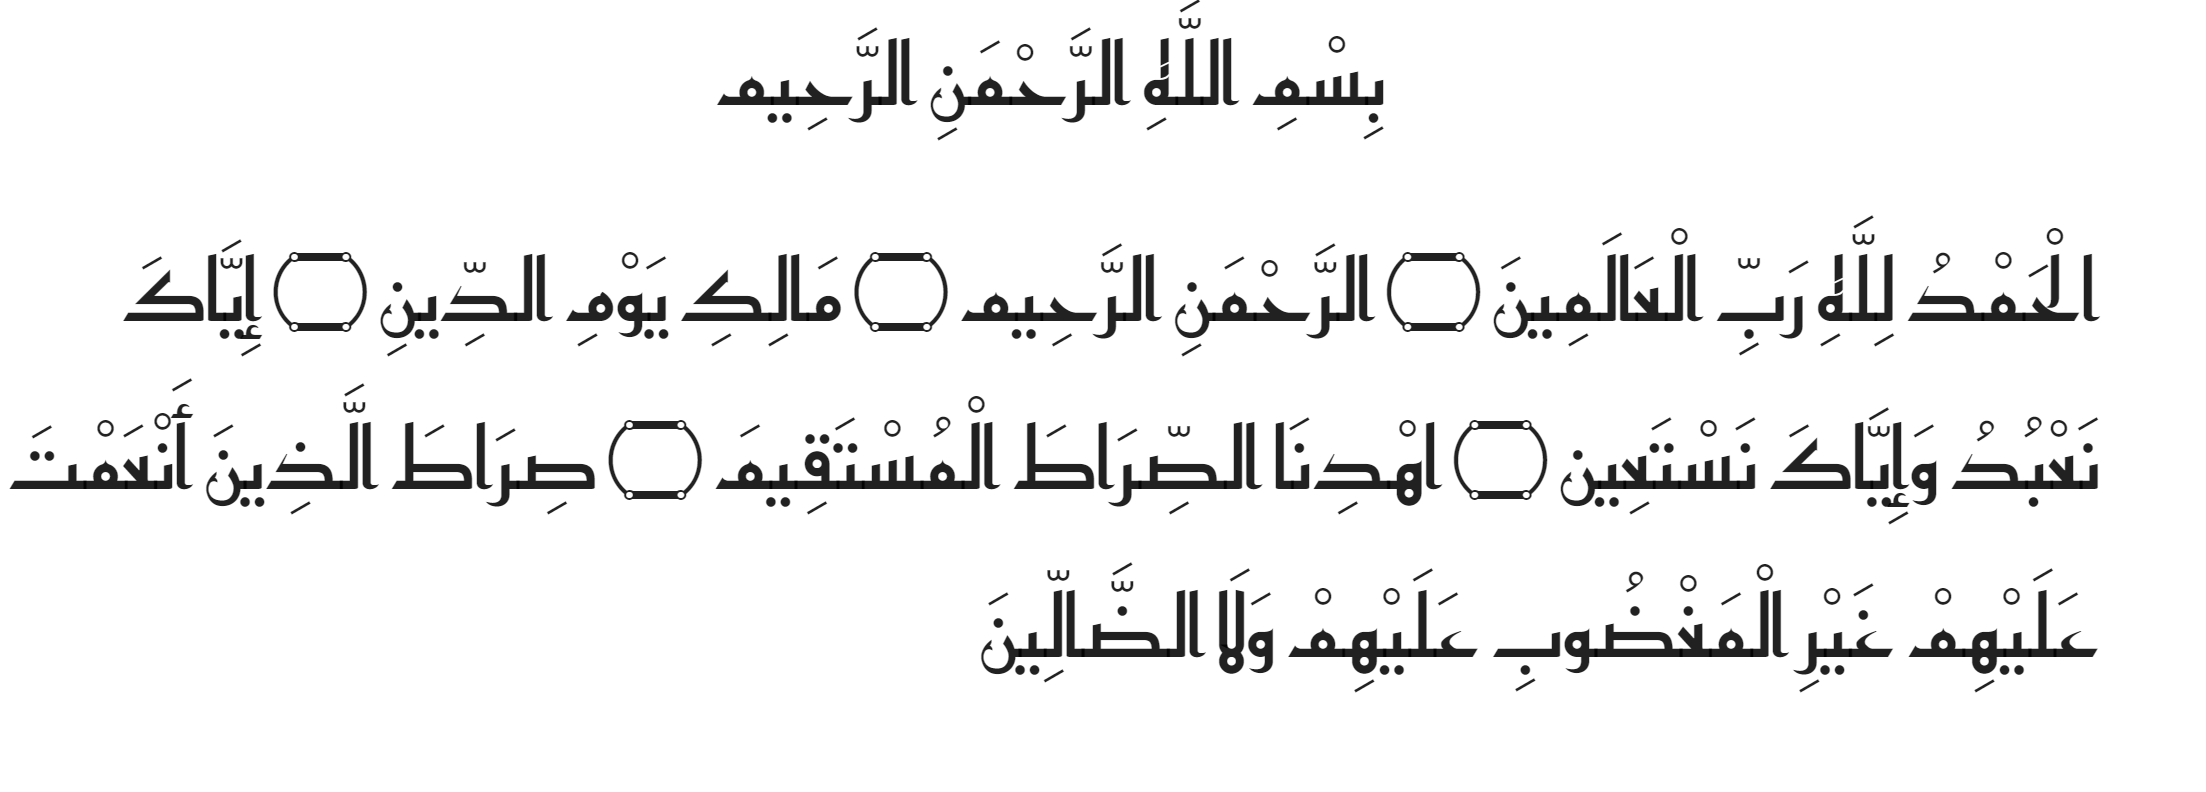 بِسْمِ اللَّهِ الرَّحْمَنِ الرَّحِيم
الْحَمْدُ لِلَّهِ رَبِّ الْعَالَمِينَ ۝ الرَّحْمَنِ الرَّحِيم ۝ مَالِكِ يَوْمِ الدِّينِ ۝ إِيَّاكَ
نَعْبُدُ وَإِيَّاكَ نَسْتَعِين ۝ اهْدِنَا الصِّرَاطَ الْمُسْتَقِيمَ ۝ صِرَاطَ الَّذِينَ أَنْعَمْتَ
عَلَيْهِمْ غَيْرِ الْمَغْضُوبِ عَلَيْهِمْ وَلَا الضَّالِّينَ